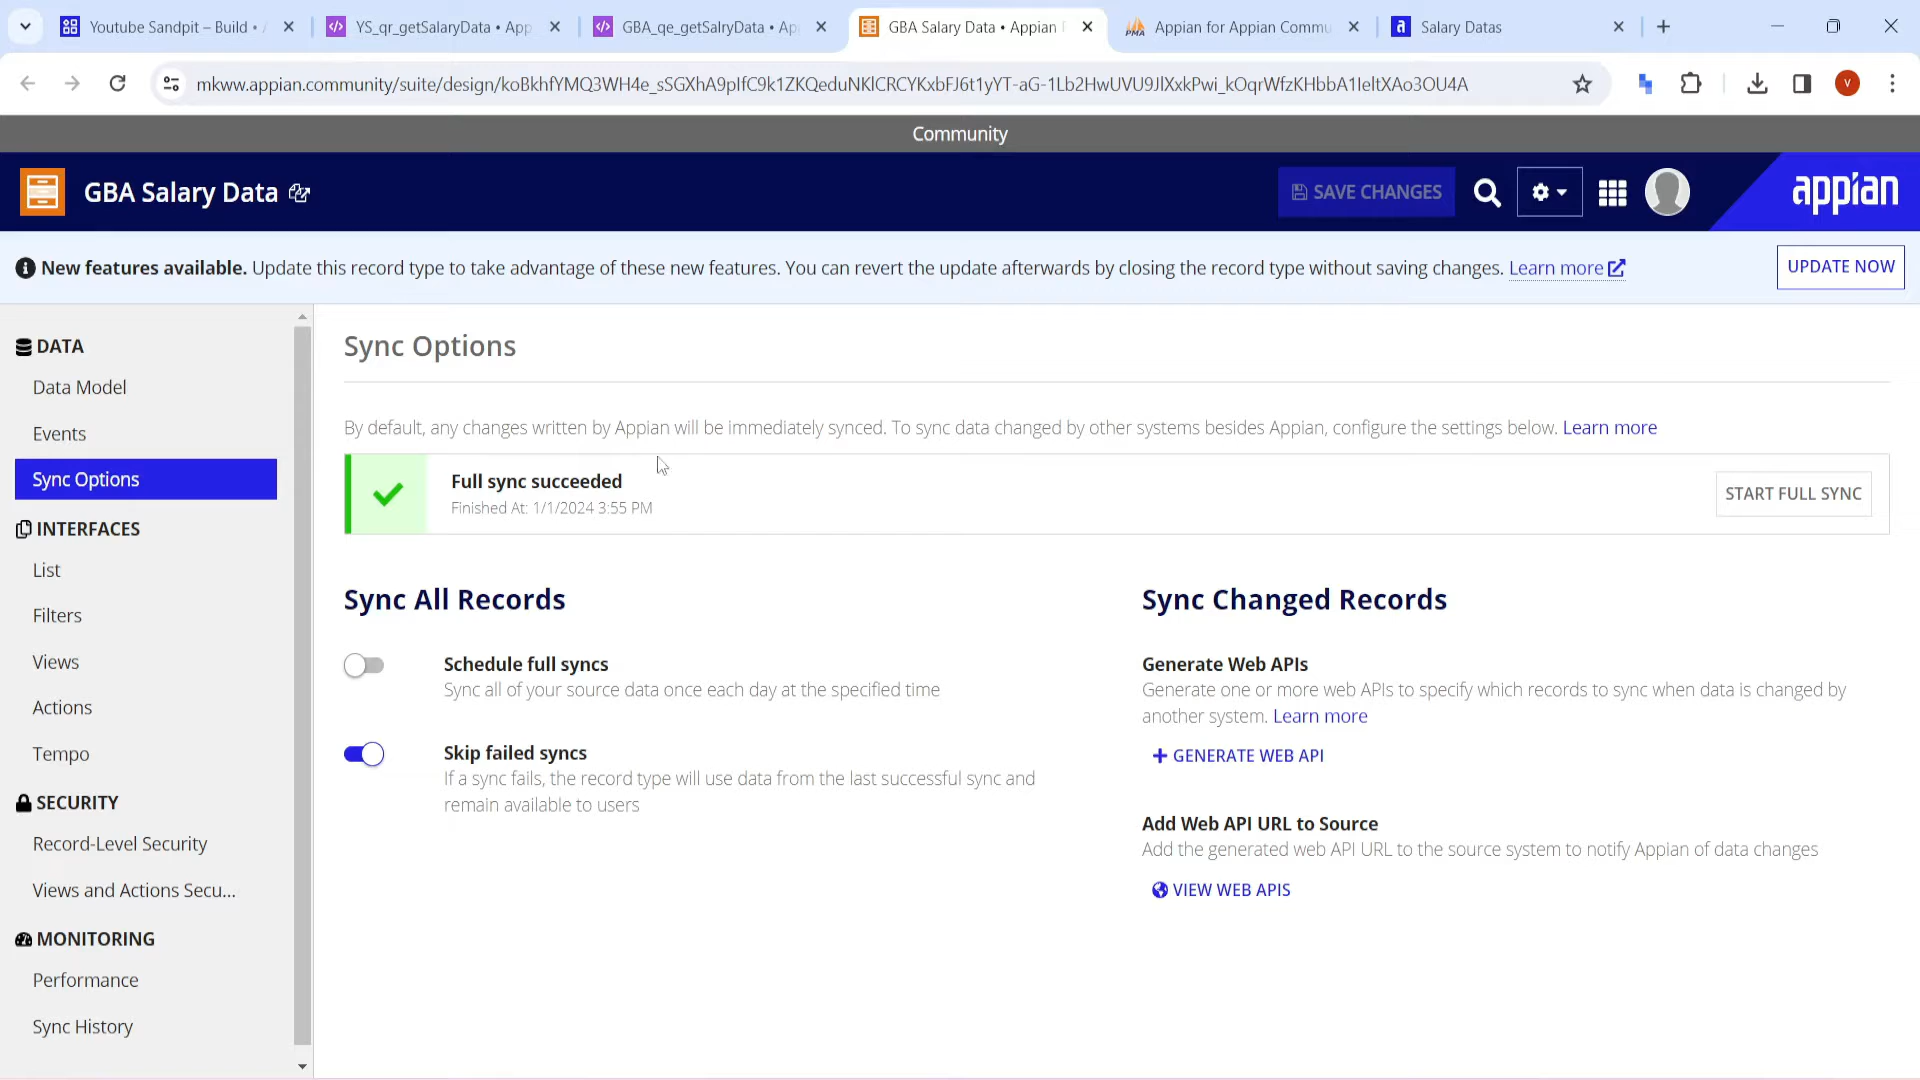 Youtube Sandpit – Build • A
YS_qr_getSalaryData • App
GBA_qe_getSalryData • Ap
GBA Salary Data • Appian R
Appian for Appian Commu
Salary Datas
mkww.appian.community/suite/design/koBkhfYMQ3WH4e_sSGXhA9pIfC9k1ZKQeduNKlCRCYKxbFJ6t1yYT-aG-1Lb2HwUVU9JlXxkPwi_kOqrWfzKHbbA1IeltXAo3OU4A
V
Community
GBA Salary Data
SAVE CHANGES
appian
New features available. Update this record type to take advantage of these new features. You can revert the update afterwards by closing the record type without saving changes. Learn more
UPDATE NOW
DATA
Data Model
Events
Sync Options
INTERFACES
List
Filters
Views
Actions
Tempo
SECURITY
Record-Level Security
Views and Actions Secu...
MONITORING
Performance
Sync History
Sync Options
By default, any changes written by Appian will be immediately synced. To sync data changed by other systems besides Appian, configure the settings below. Learn more
Full sync succeeded
Finished At: 1/1/2024 3:55 PM
START FULL SYNC
Sync All Records
Schedule full syncs
Sync all of your source data once each day at the specified time
Skip failed syncs
If a sync fails, the record type will use data from the last successful sync and
remain available to users
Sync Changed Records
Generate Web APIs
Generate one or more web APIs to specify which records to sync when data is changed by
another system. Learn more
GENERATE WEB API
Add Web API URL to Source
Add the generated web API URL to the source system to notify Appian of data changes
VIEW WEB APIS